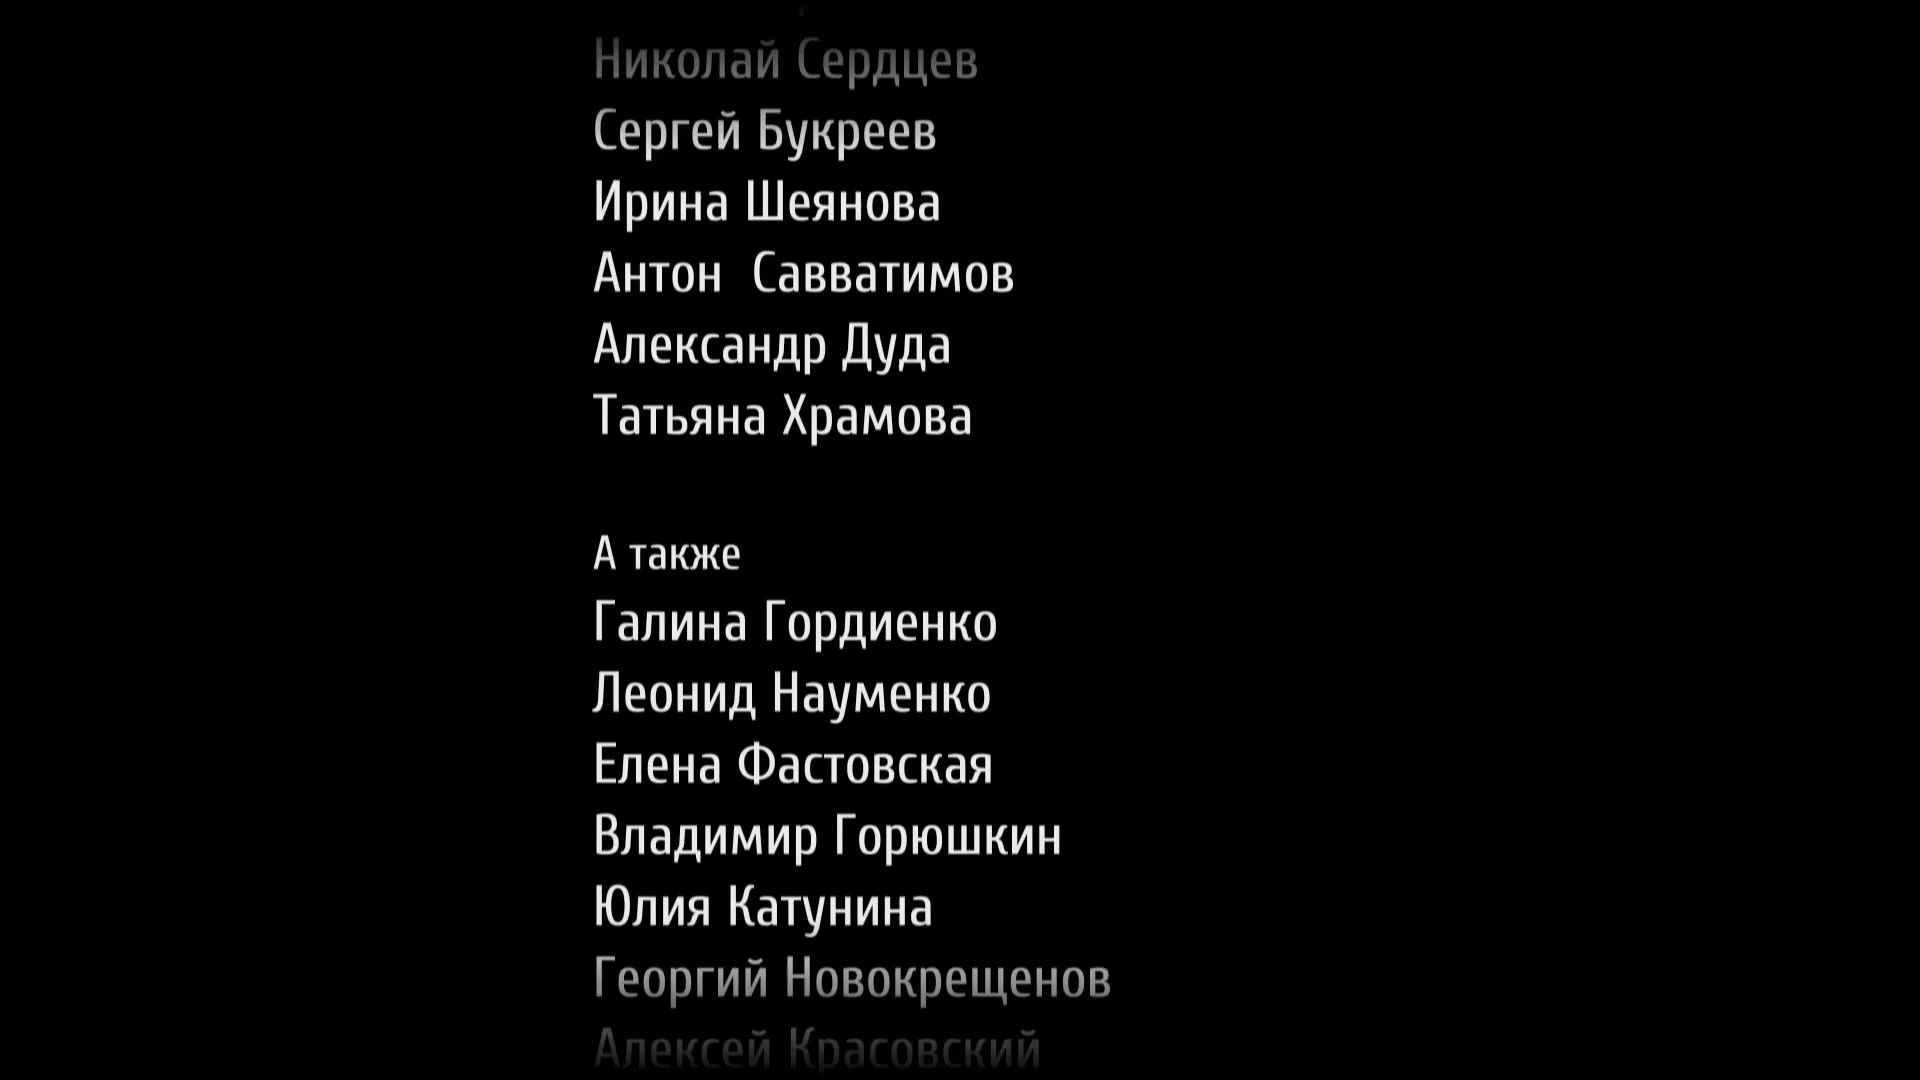 Николай Сердцев
Сергей Букреев
Ирина Шеянова
Антон  Савватимов
Александр Дуда
Татьяна Храмова
А также
Галина Гордиенко
Леонид Науменко
Елена Фастовская
Владимир Горюшкин
Юлия Катунина
Георгий Новокрещенов
Алексей Красовский